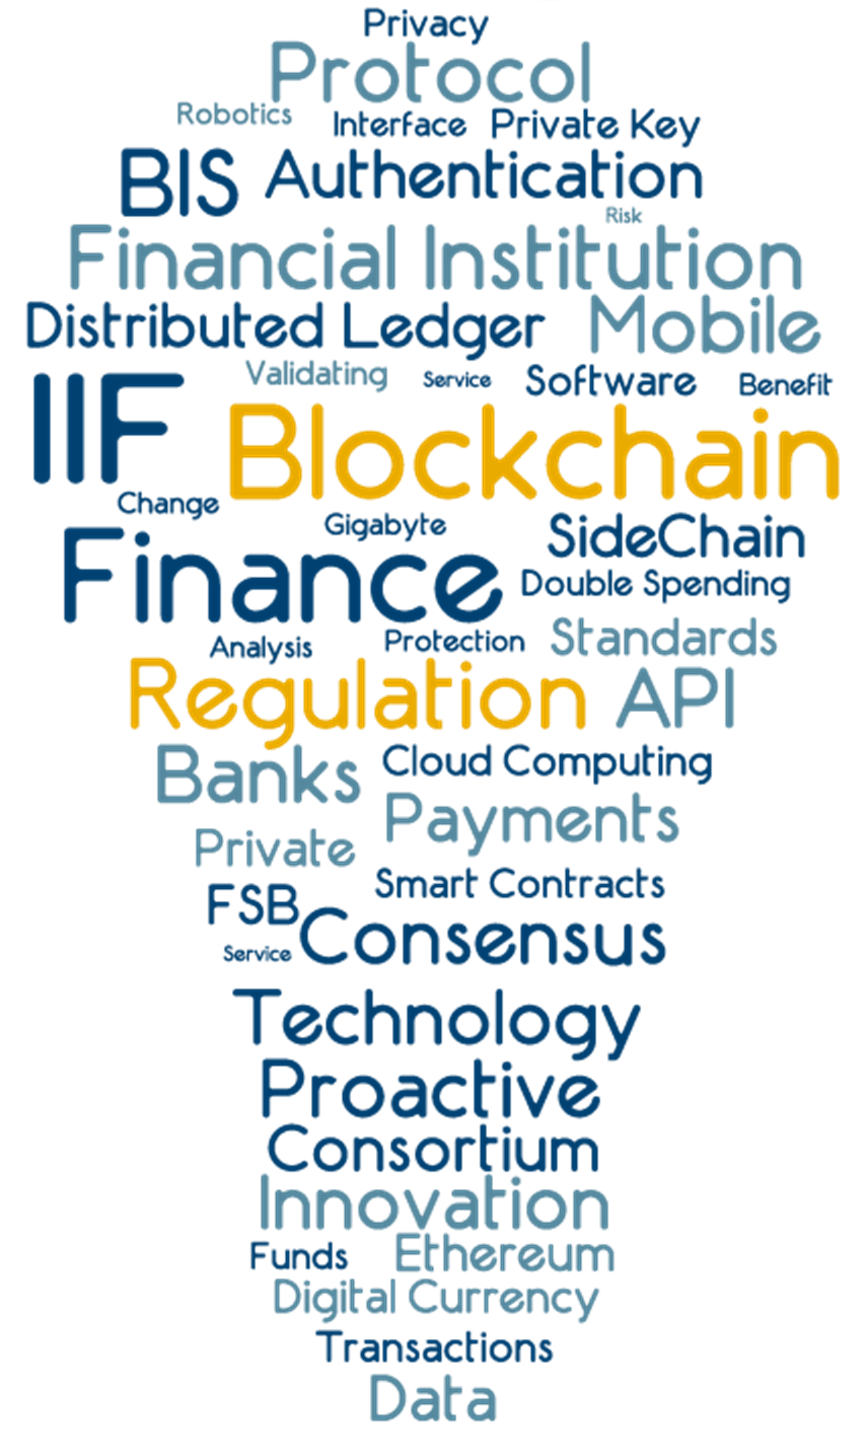 Privacy
Protocol
Robotics Interface Private Key
BIS Authentication
Risk
Financial Institution
Distributed Ledger Mobile
Validating Service Software Benefit
IIF Blockchain
Change Gigabyte SideChain
Finance Double Spending
Analysis Protection Standards
Regulation API
Banks Cloud Computing
Payments
Private
Smart Contracts
FSB
Service Consensus
Technology
Proactive
Consortium
Innovation
Funds Ethereum
Digital Currency
Transactions
Data